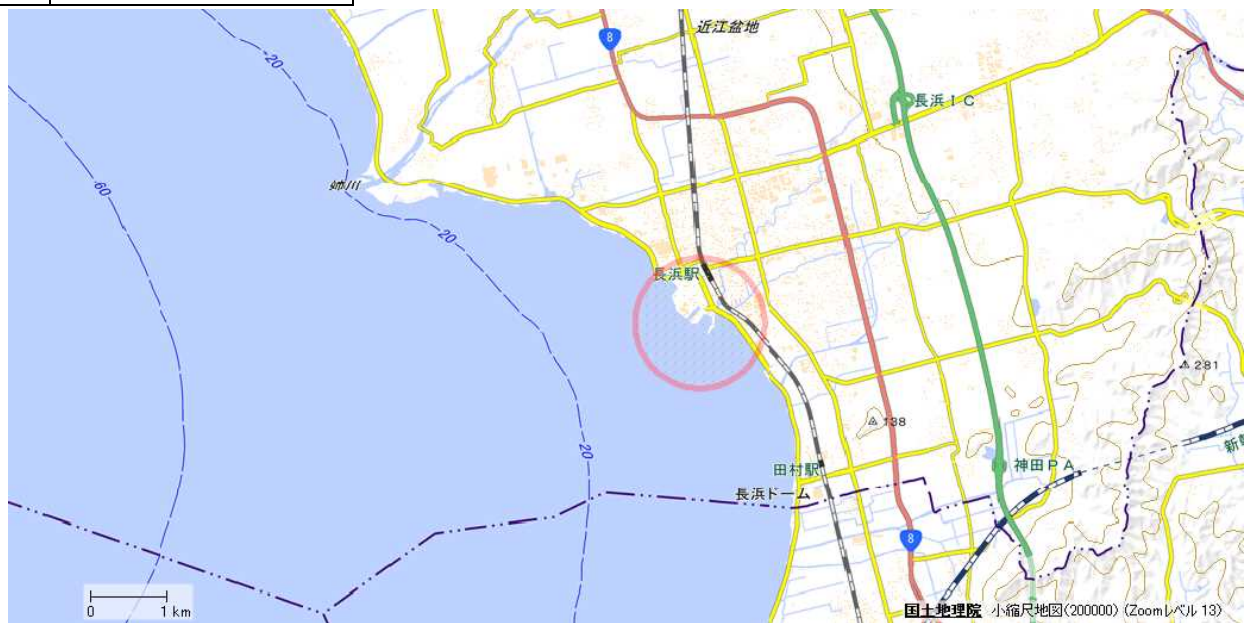 近江盆地
8
-20
長浜IC
60
姉川
-20
長浜駅
281
138
-20
田村駅
神田PA
長浜ドーム
8
0 1 km
国土地理院 小縮尺地図(200000) (Zoomレベル 13)